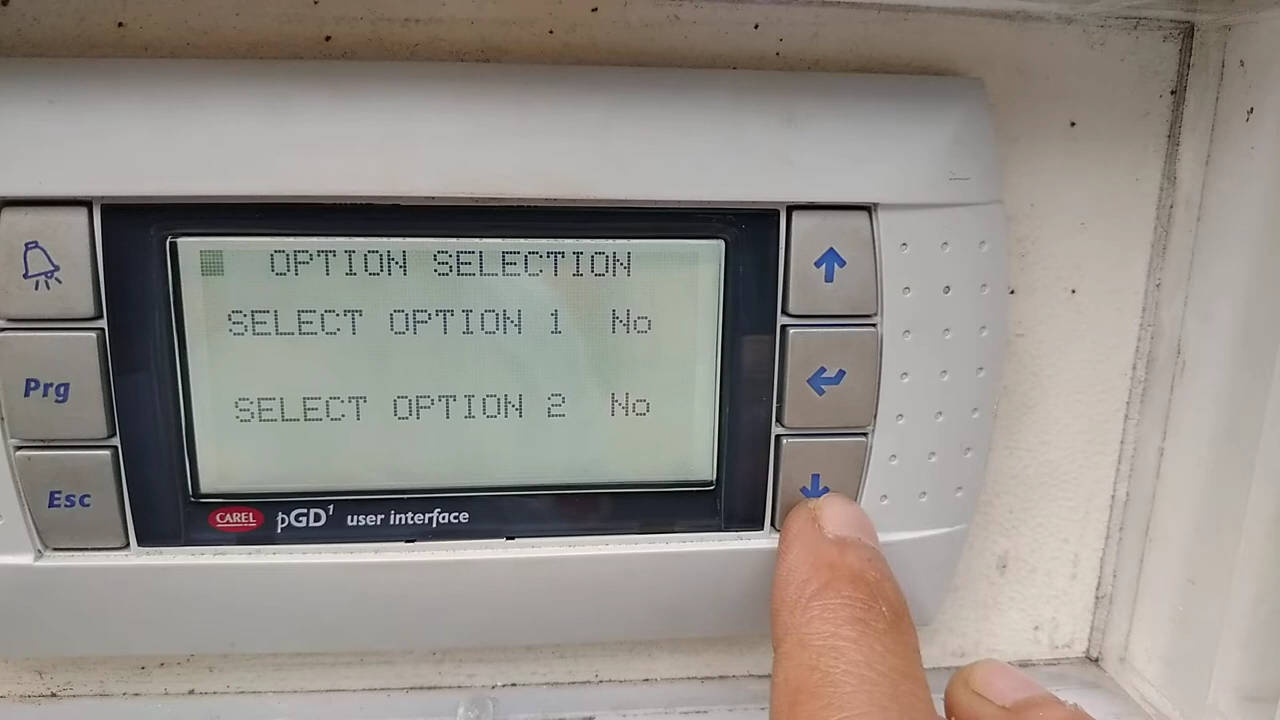 OPTION SELECTION
SELECT OPTION 1 No
SELECT OPTION 2 No
Prg
Esc
CAREL pGD1 user interface